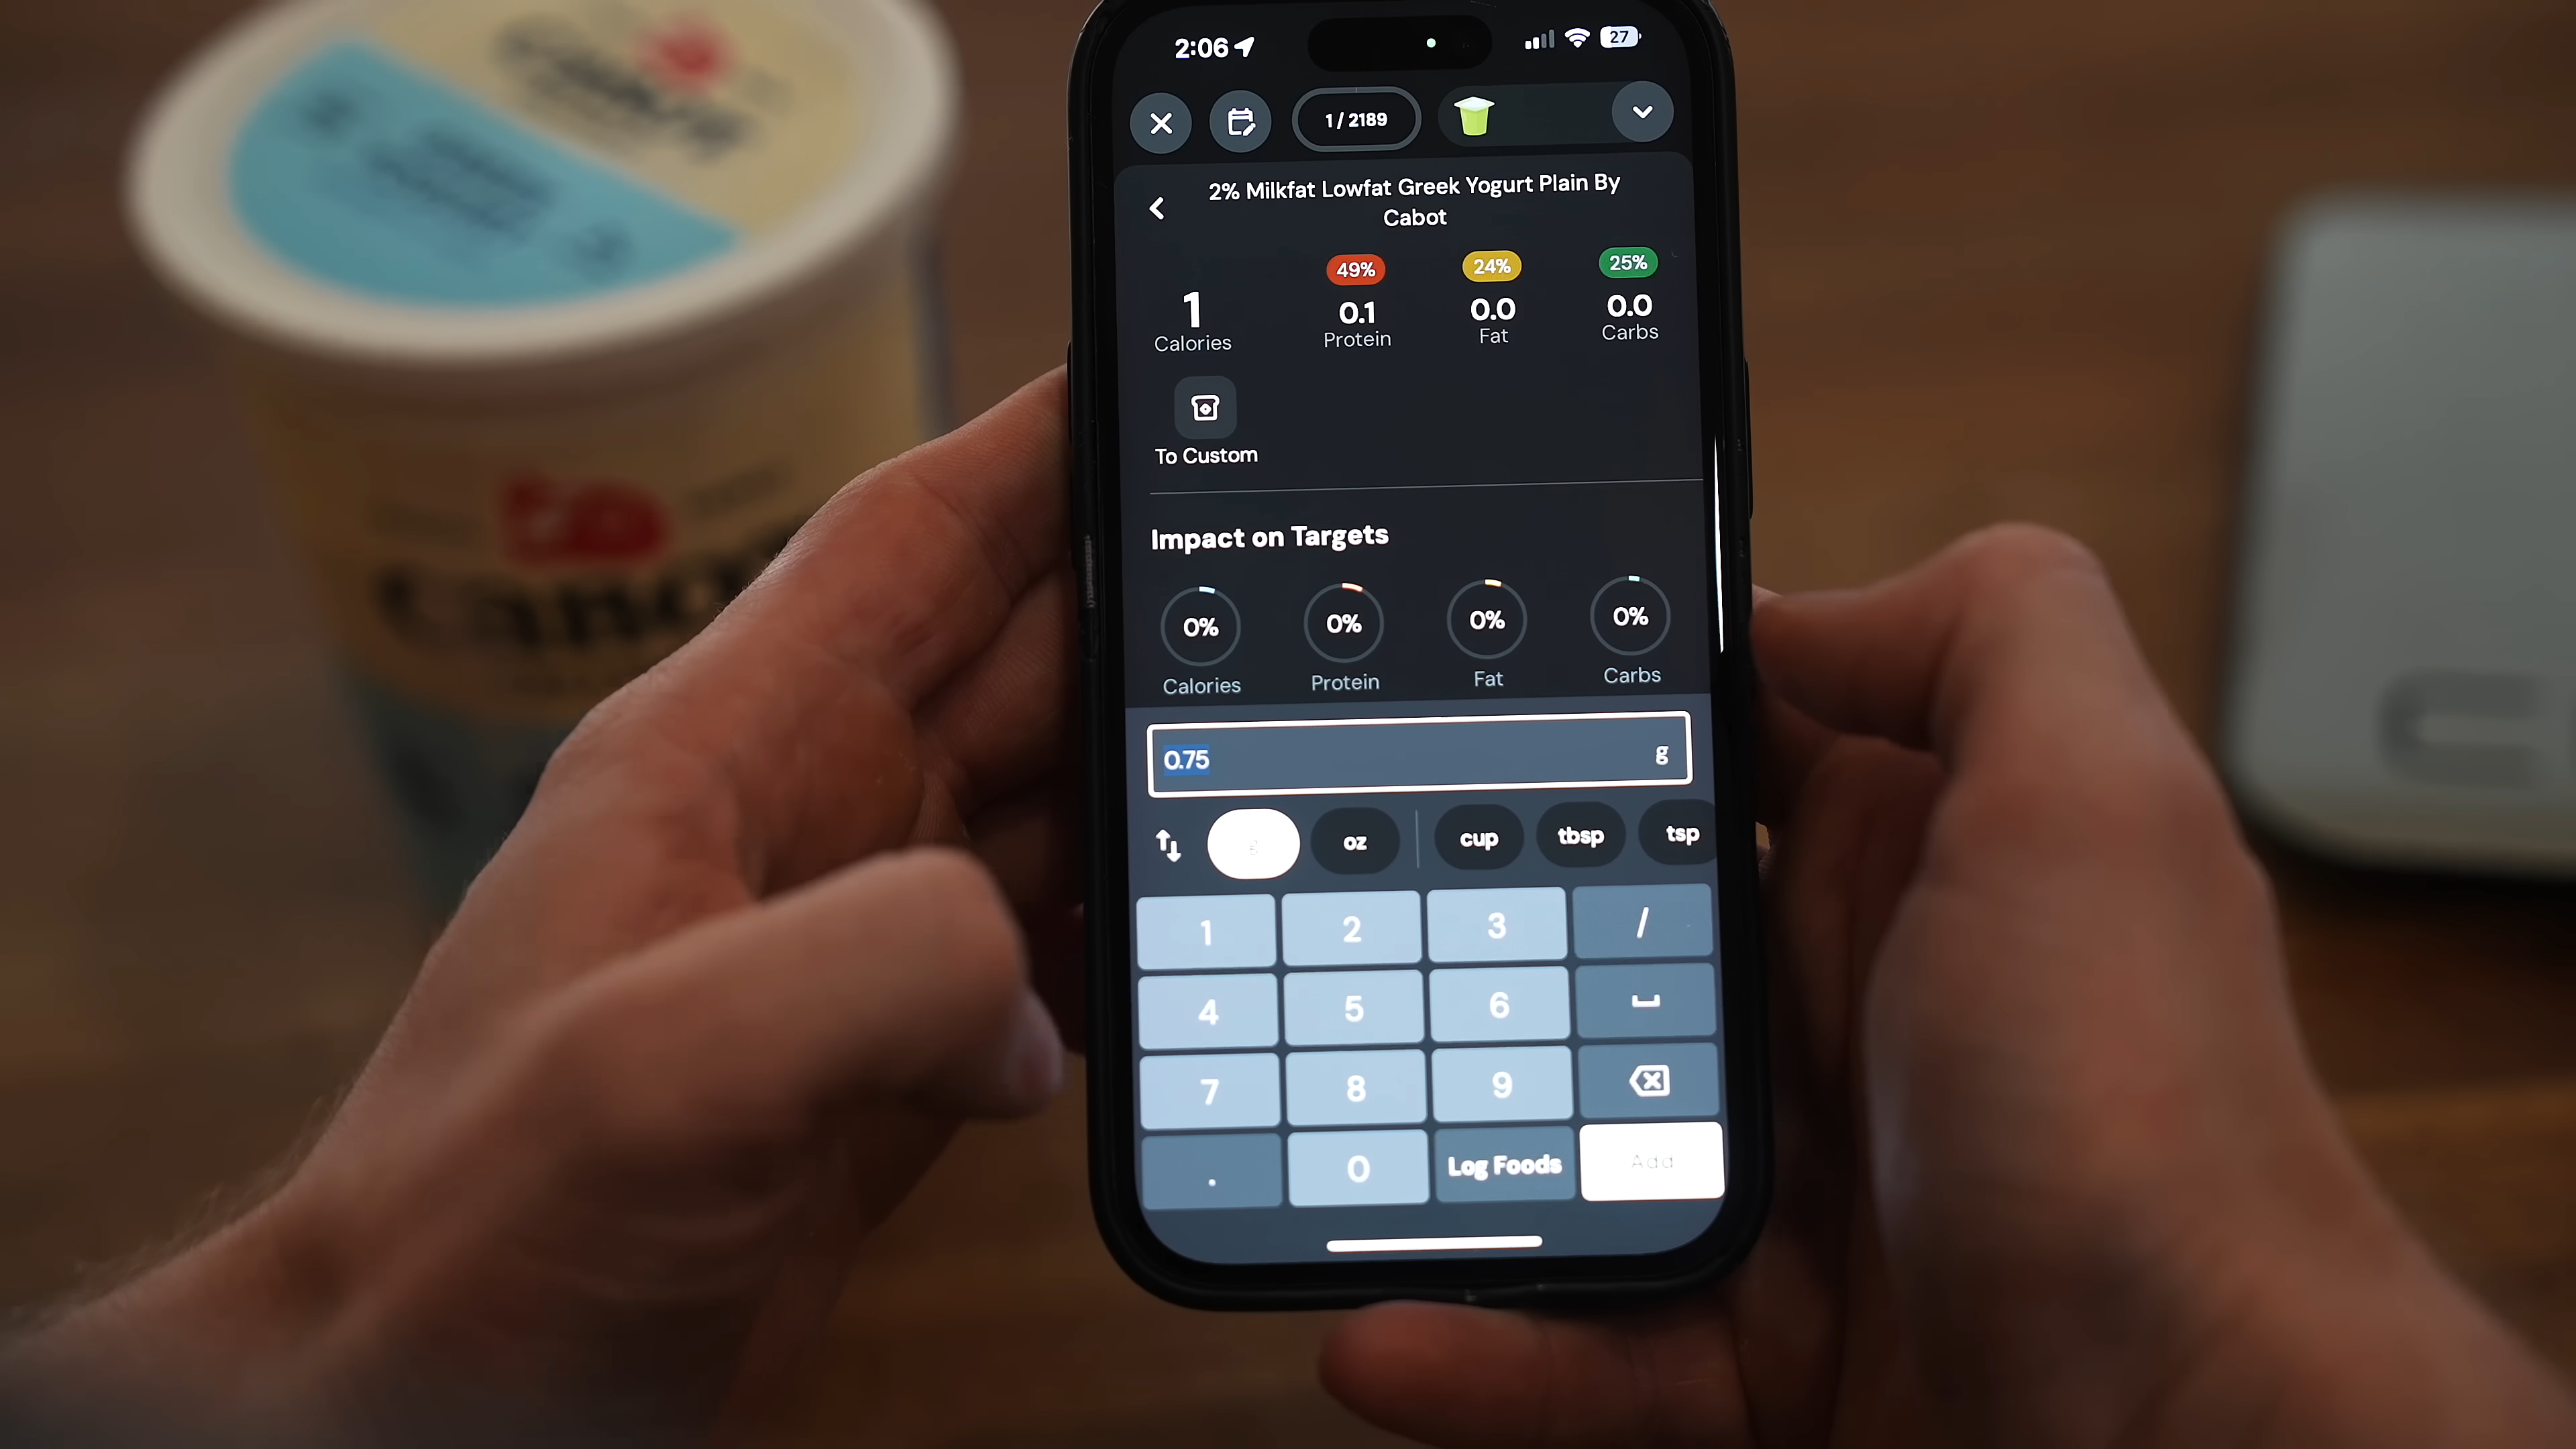 2:06
27
1 / 2189
2% Milkfat Lowfat Greek Yogurt Plain By
Cabot
49%
24%
25%
1
0.1
0.0
0.0
Calories
Protein
Fat
Carbs
To Custom
Impact on Targets
0%
0%
0%
0%
Calories
Protein
Fat
Carbs
0.75
g
g
oz
cup
tbsp
tsp
1
2
3
/
4
5
6
7
8
9
.
0
Log Foods
Add
Cabot